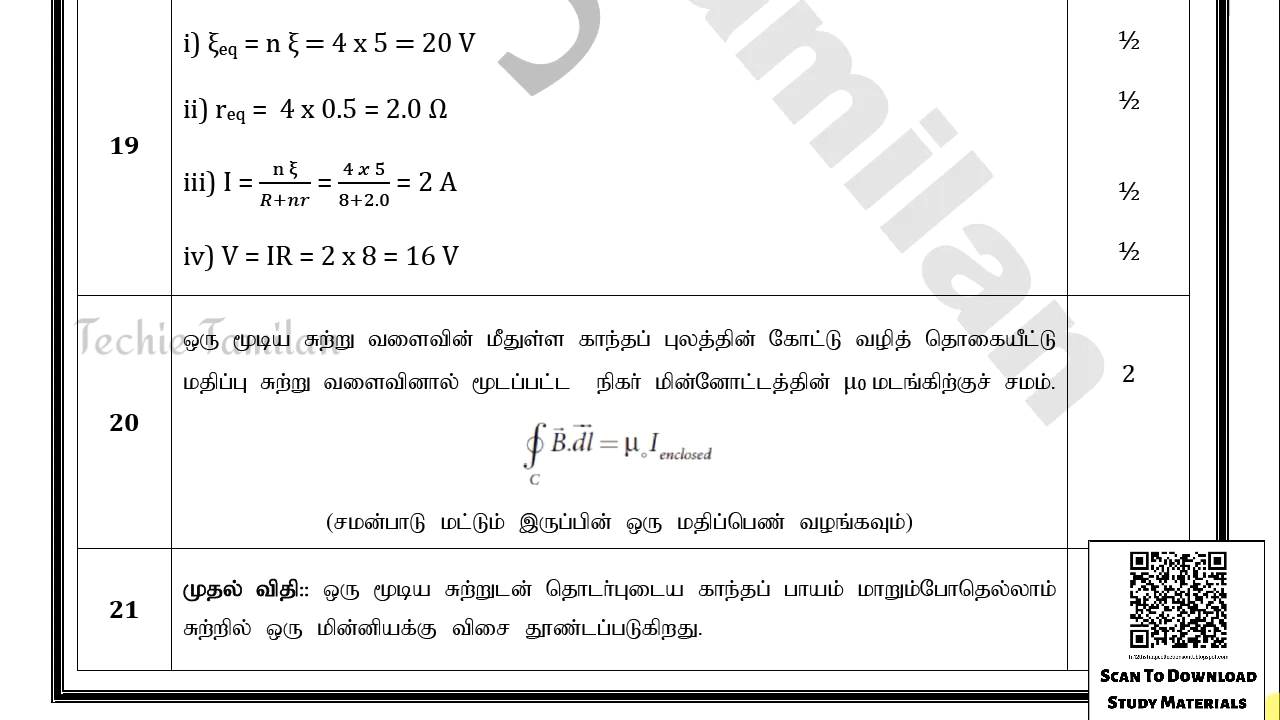 i) ξeq = n ξ = 4 x 5 = 20 V
½
ii) req = 4 x 0.5 = 2.0 Ω
½
19
iii) I = n ξ / R+nr = 4 x 5 / 8+2.0 = 2 A
½
iv) V = IR = 2 x 8 = 16 V
½
Techie Tamilan
ஒரு மூடிய சுற்று வளைவின் மீதுள்ள காந்தப் புலத்தின் கோட்டு வழித் தொகையீட்டு
மதிப்பு சுற்று வளைவினால் மூடப்பட்ட நிகர் மின்னோட்டத்தின் μ₀ மடங்கிற்குச் சமம்.
2
20
∮C B⃗.dl⃗ = μ∘ I enclosed
(சமன்பாடு மட்டும் இருப்பின் ஒரு மதிப்பெண் வழங்கவும்)
21
முதல் விதி:: ஒரு மூடிய சுற்றுடன் தொடர்புடைய காந்தப் பாயம் மாறும்போதெல்லாம்
சுற்றில் ஒரு மின்னியக்கு விசை தூண்டப்படுகிறது.
SCAN TO DOWNLOAD
STUDY MATERIALS